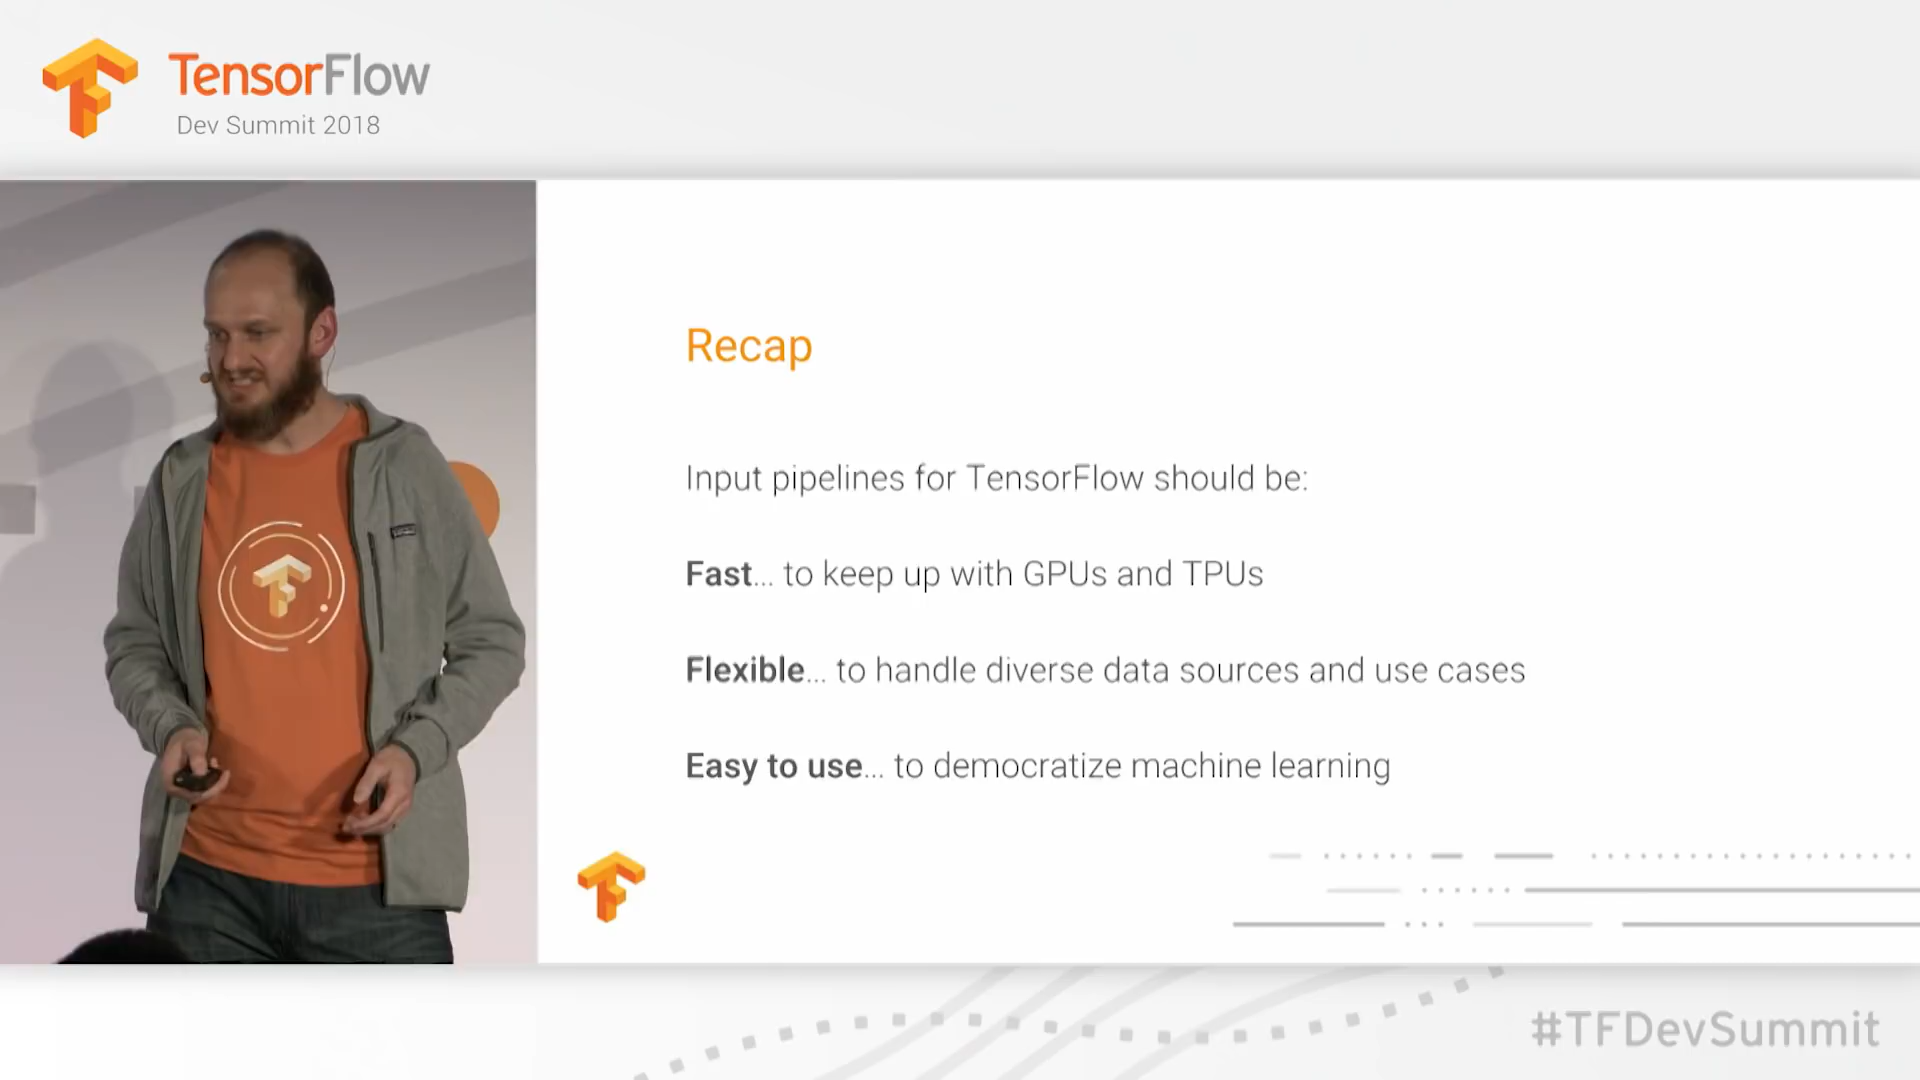 TensorFlow
Dev Summit 2018
Recap
Input pipelines for TensorFlow should be:
Fast... to keep up with GPUs and TPUs
Flexible... to handle diverse data sources and use cases
Easy to use... to democratize machine learning
#TFDevSummit